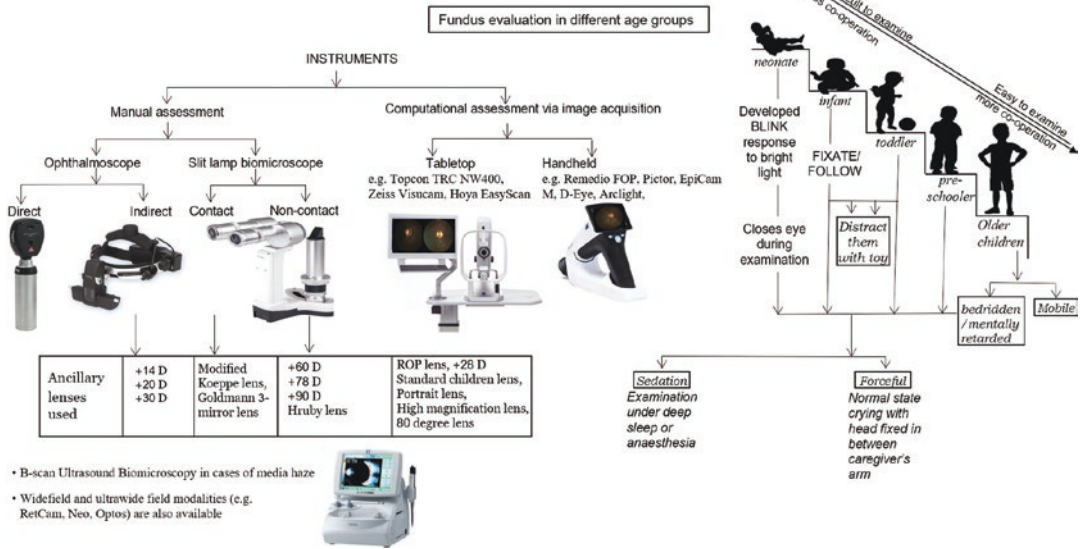 Fundus evaluation in different age groups
INSTRUMENTS
Manual assessment
Computational assessment via image acquisition
Ophthalmoscope
Slit lamp biomicroscope
Tabletop
e.g. Topcon TRC NW400,
Zeiss Visucam, Hoya EasyScan
Handheld
e.g. Remedio FOP, Pictor, EpiCam
M, D-Eye, Arclight,
Direct
Indirect
Contact
Non-contact
Ancillary
lenses
used
+14 D
+20 D
+30 D
Modified
Koeppe lens,
Goldmann 3-
mirror lens
+60 D
+78 D
+90 D
Hruby lens
ROP lens, +28 D
Standard children lens,
Portrait lens,
High magnification lens,
80 degree lens
• B-scan Ultrasound Biomicroscopy in cases of media haze
• Widefield and ultrawide field modalities (e.g.
RetCam, Neo, Optos) are also available
to examine
co-operation
Easy to examine
more co-operation
neonate
infant
toddler
pre-
schooler
Older
children
Developed
BLINK
response
to bright
light
Closes eye
during
examination
FIXATE/
FOLLOW
Distract
them
with toy
bedridden
/mentally
retarded
Mobile
Sedation
Examination
under deep
sleep or
anaesthesia
Forceful
Normal state
crying with
head fixed in
between
caregiver's
arm